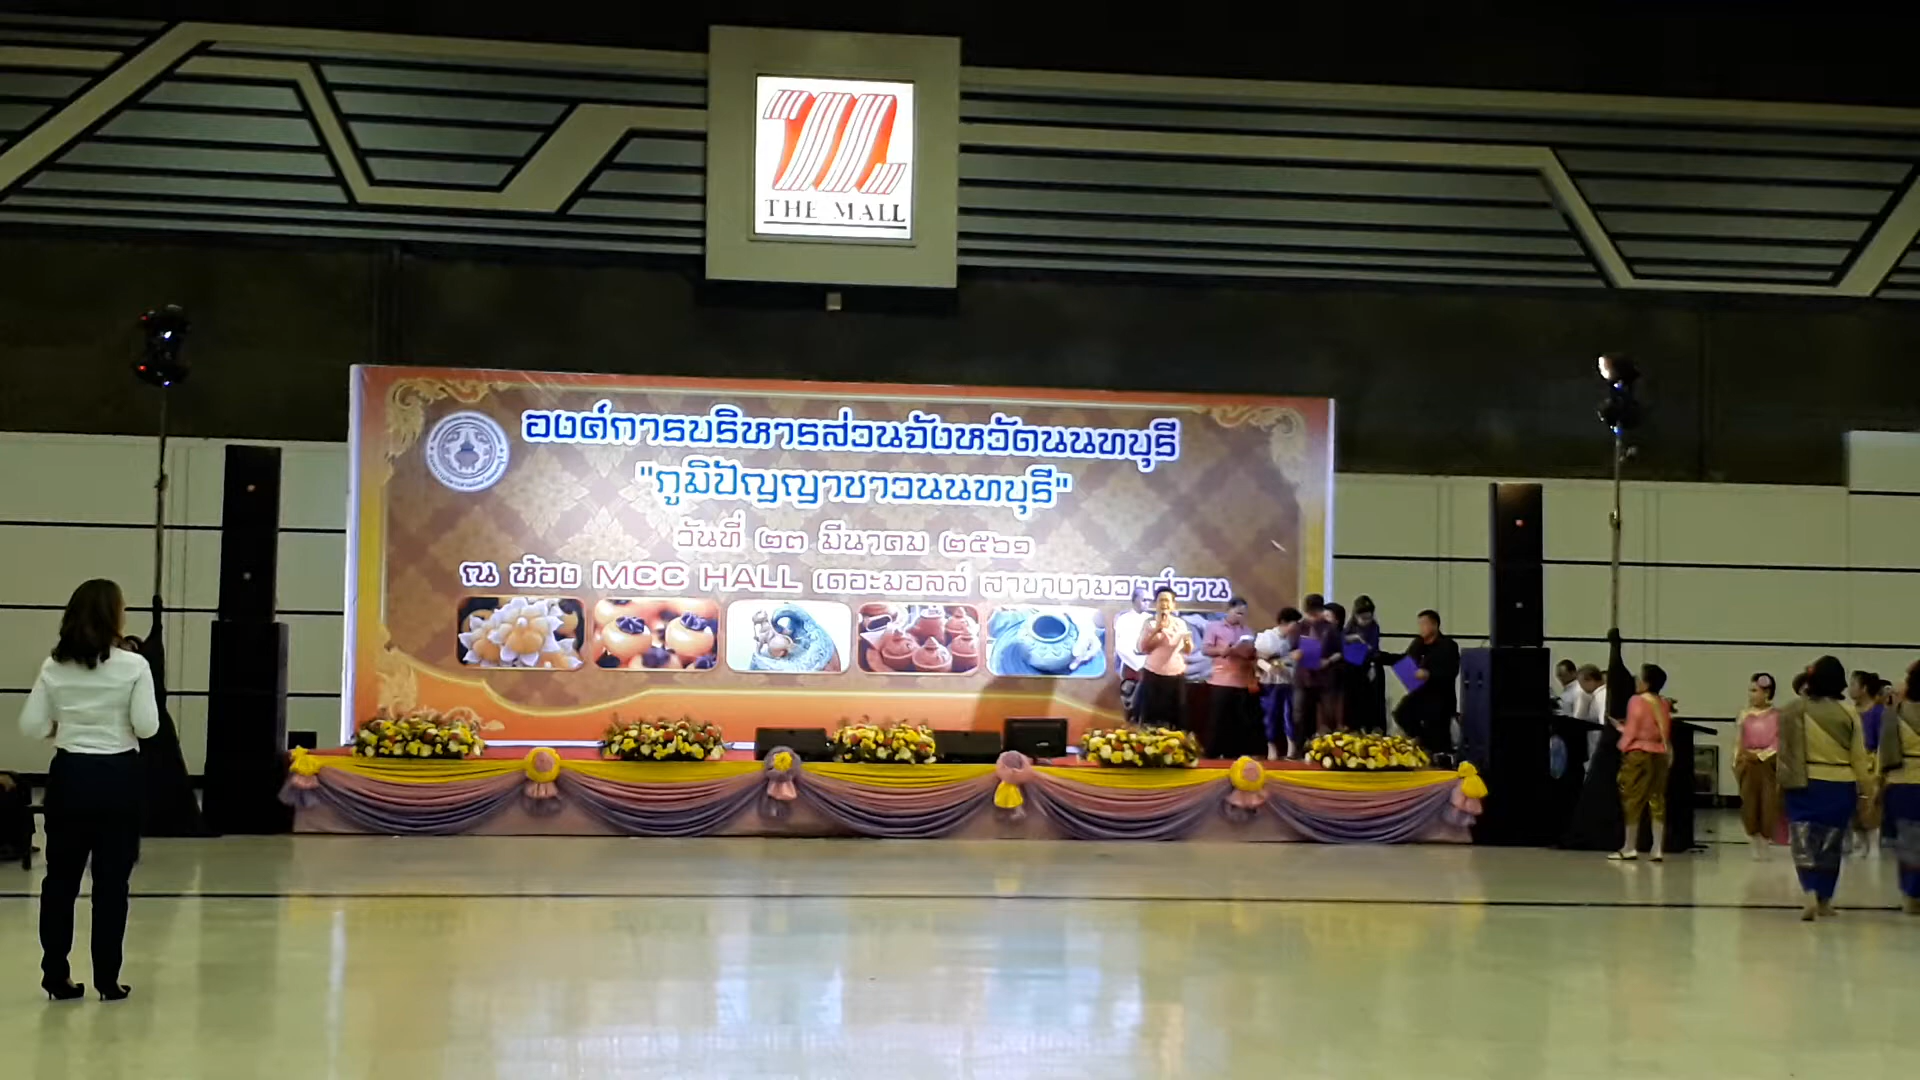 THE MALL
องค์การบริหารส่วนจังหวัดนนทบุรี
"ภูมิปัญญาชาวนนทบุรี"
วันที่ ๒๓ มีนาคม ๒๕๖๑
ณ ห้อง MCC HALL เดอะมอลล์ สาขางามวงศ์วาน